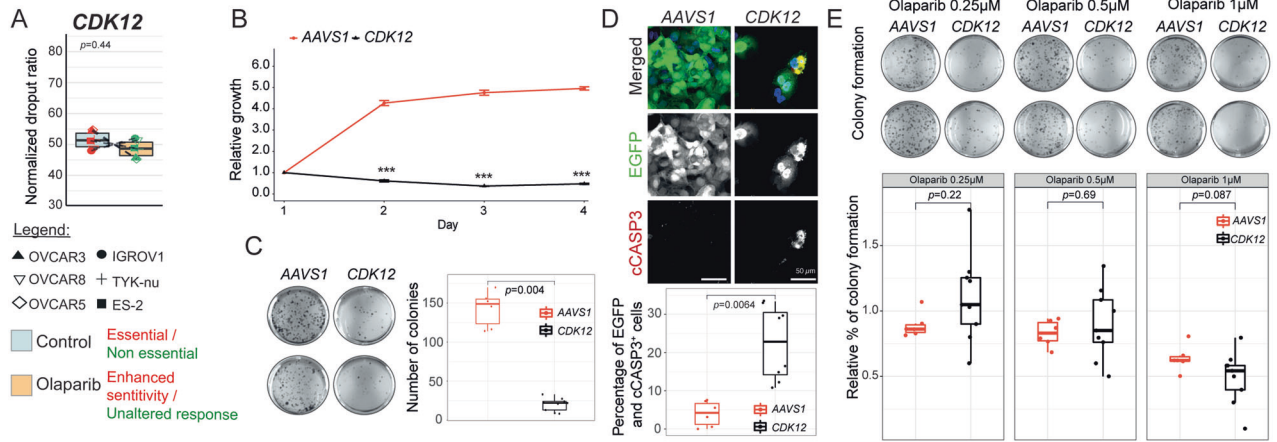 A
CDK12
p=0.44
Normalized droput ratio
80
70
60
50
40
30
Legend:
OVCAR3
IGROV1
OVCAR8
TYK-nu
OVCAR5
ES-2
Control
Essential /
Non essential
Olaparib
Enhanced
sentitivity /
Unaltered response
B
AAVS1
CDK12
Relative growth
6.0
5.0
4.0
3.0
2.0
1.0
0.0
***
***
***
1
2
3
4
Day
C
AAVS1
CDK12
Number of colonies
150
100
50
0
p=0.004
AAVS1
CDK12
D
AAVS1
CDK12
Merged
EGFP
cCASP3
50 µm
Percentage of EGFP
and cCASP3+ cells
30
20
10
0
p=0.0064
AAVS1
CDK12
E
Olaparib 0.25µM
Olaparib 0.5µM
Olaparib 1µM
AAVS1
CDK12
AAVS1
CDK12
AAVS1
CDK12
Colony formation
Olaparib 0.25µM
Olaparib 0.5µM
Olaparib 1µM
p=0.22
p=0.69
p=0.087
AAVS1
CDK12
Relative % of colony formation
1.5
1.0
0.5